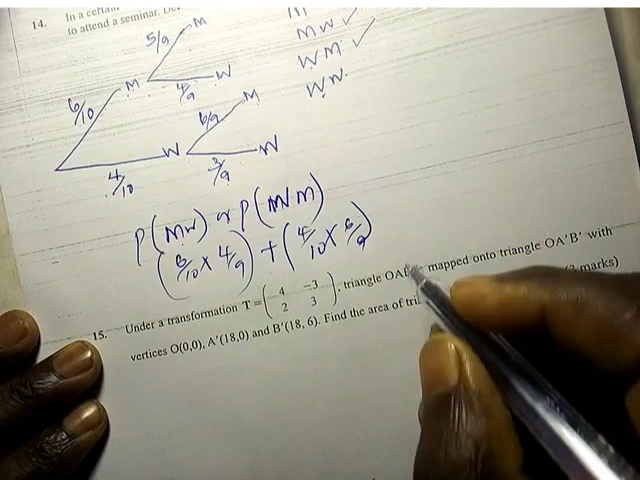 14. In a certain
to attend a seminar.
5/9 M
MW ✓
WM ✓
WW.
4/9 W
M
6/10
6/9 M
W
4/10
3/9 W
P(MW) or P(WM)
(6/10 × 4/9) + (4/10 × 6/9)
15. Under a transformation T = ( 4 −3 2 3 ), triangle mapped onto triangle OA′B′ with
vertices O(0,0), A′(18,0) and B′(18, 6). Find the area of marks)